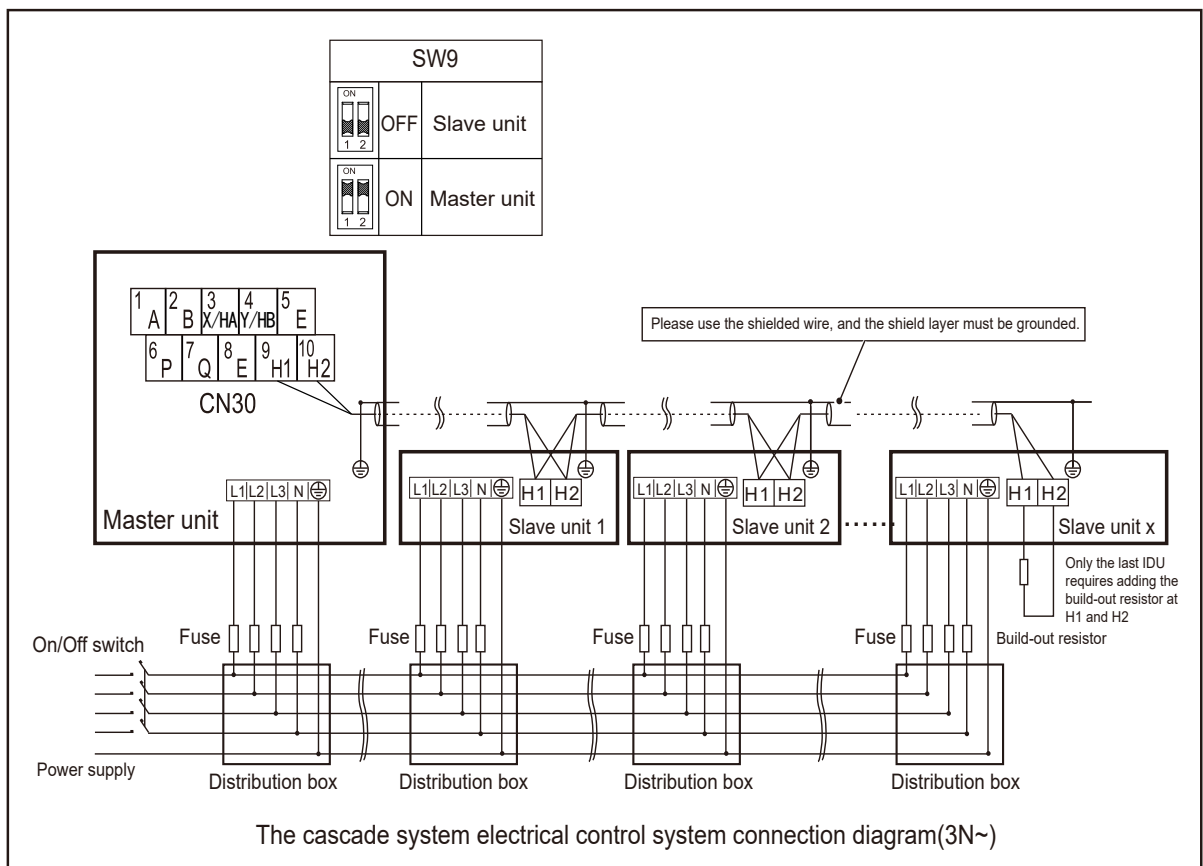 SW9
ON
1 2
OFF
Slave unit
ON
1 2
ON
Master unit
1 A
2 B
3 X/HA
4 Y/HB
5 E
6 P
7 Q
8 E
9 H1
10 H2
CN30
Please use the shielded wire, and the shield layer must be grounded.
L1 L2 L3 N
Master unit
L1 L2 L3 N
H1 H2
Slave unit 1
L1 L2 L3 N
H1 H2
Slave unit 2
......
L1 L2 L3 N
H1 H2
Slave unit x
Only the last IDU
requires adding the
build-out resistor at
H1 and H2
Build-out resistor
On/Off switch
Fuse
Fuse
Fuse
Fuse
Power supply
Distribution box
Distribution box
Distribution box
Distribution box
The cascade system electrical control system connection diagram(3N~)